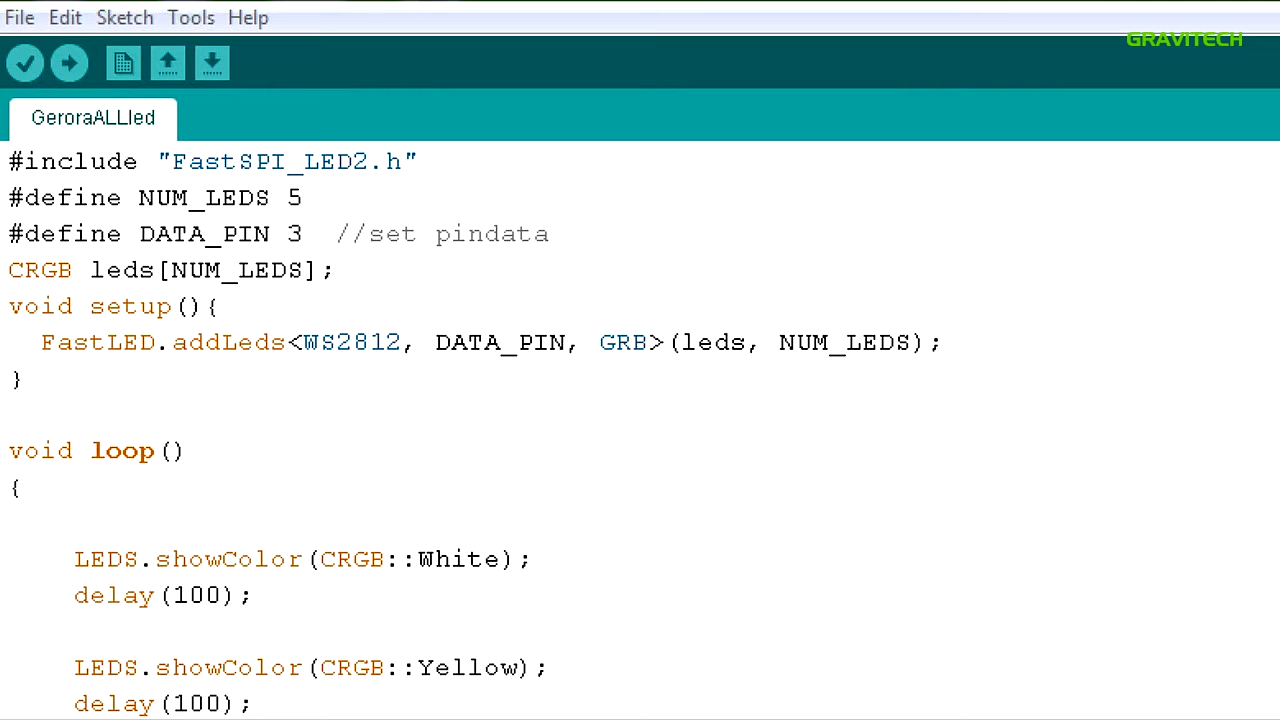 File Edit Sketch Tools Help
GRAVITECH
GeroraALLled
#include "FastSPI_LED2.h"
#define NUM_LEDS 5
#define DATA_PIN 3  //set pindata
CRGB leds[NUM_LEDS];
void setup(){
  FastLED.addLeds<WS2812, DATA_PIN, GRB>(leds, NUM_LEDS);
}
void loop()
{
    LEDS.showColor(CRGB::White);
    delay(100);
    LEDS.showColor(CRGB::Yellow);
    delay(100);